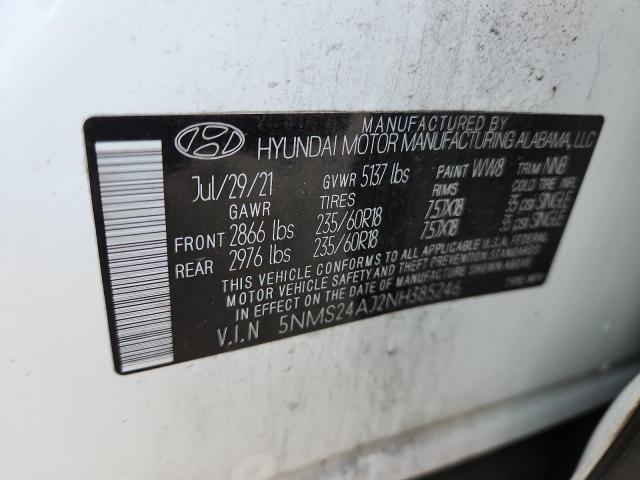 MANUFACTURED BY
HYUNDAI MOTOR MANUFACTURING ALABAMA, LLC
Jul/29/21 GVWR 5137 lbs PAINT WW8 TRIM NNB
GAWR TIRES RIMS COLD TIRE INF.
FRONT 2866 lbs 235/60R18 7.5JX18 35 PSI SINGLE
REAR 2976 lbs 235/60R18 7.5JX18 35 PSI SINGLE
THIS VEHICLE CONFORMS TO ALL APPLICABLE U.S.A. FEDERAL
MOTOR VEHICLE SAFETY AND THEFT PREVENTION STANDARDS
IN EFFECT ON THE DATE OF MANUFACTURE SHOWN ABOVE.
V.I.N 5NMS24AJ2NH385246 TYPE: MPV